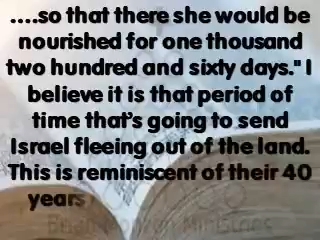 ....so that there she would be
nourished for one thousand
two hundred and sixty days." I
believe it is that period of
time that's going to send
Israel fleeing out of the land.
This is reminiscent of their 40
years
Ministries